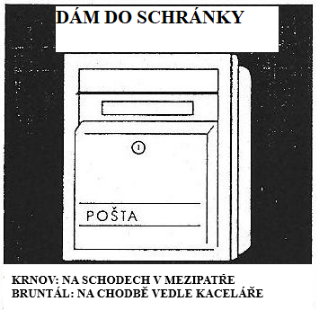 DÁM DO SCHRÁNKY
POŠTA
KRNOV: NA SCHODECH V MEZIPATŘE
BRUNTÁL: NA CHODBĚ VEDLE KACELÁŘE